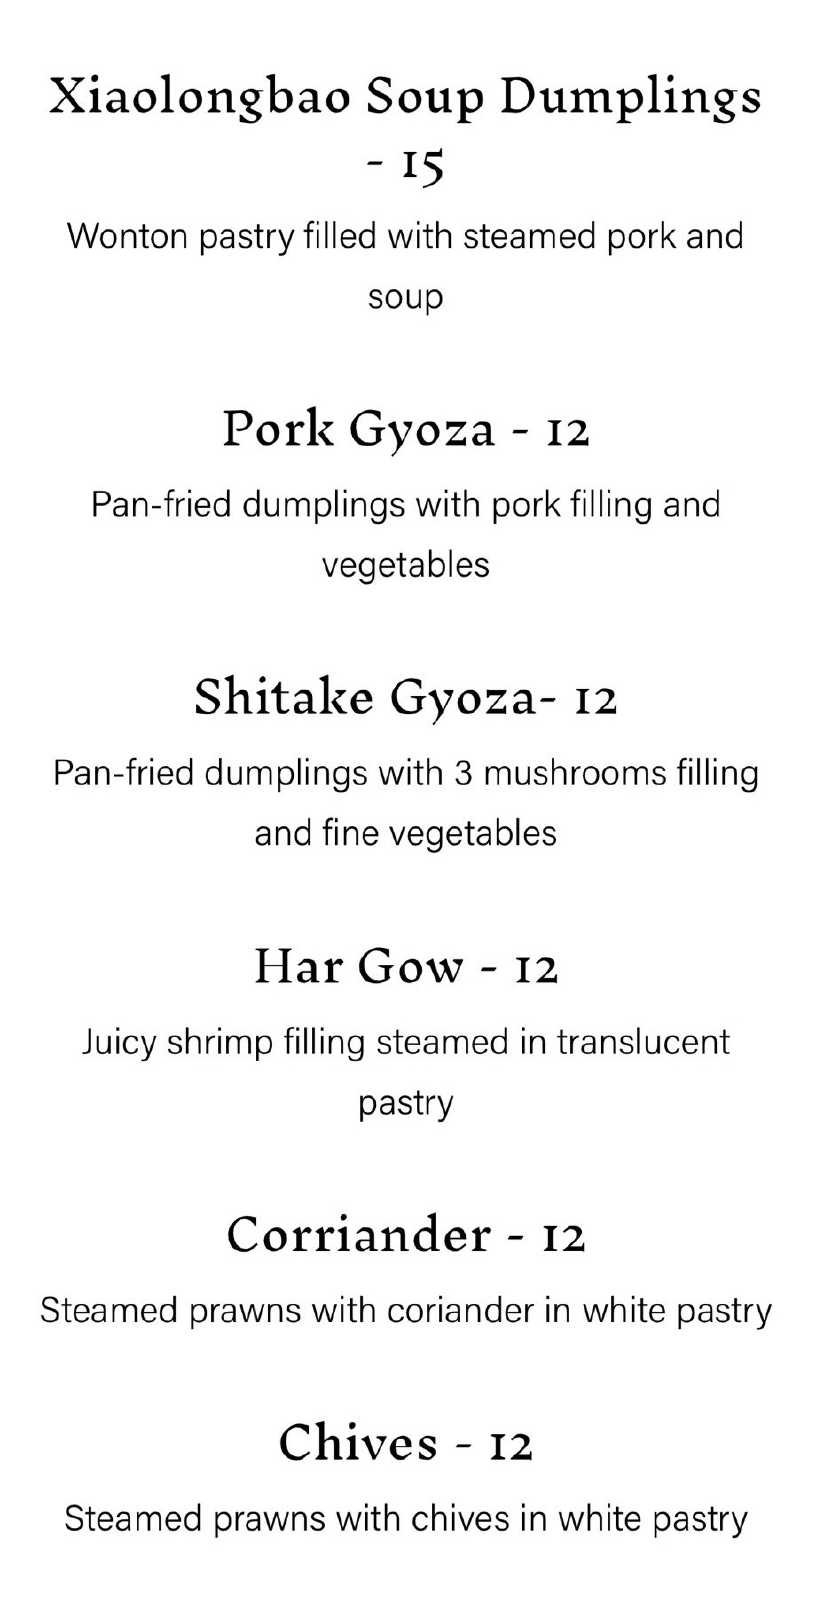 Xiaolongbao Soup Dumplings
- 15
Wonton pastry filled with steamed pork and
soup
Pork Gyoza - 12
Pan-fried dumplings with pork filling and
vegetables
Shitake Gyoza- 12
Pan-fried dumplings with 3 mushrooms filling
and fine vegetables
Har Gow - 12
Juicy shrimp filling steamed in translucent
pastry
Corriander - 12
Steamed prawns with coriander in white pastry
Chives - 12
Steamed prawns with chives in white pastry